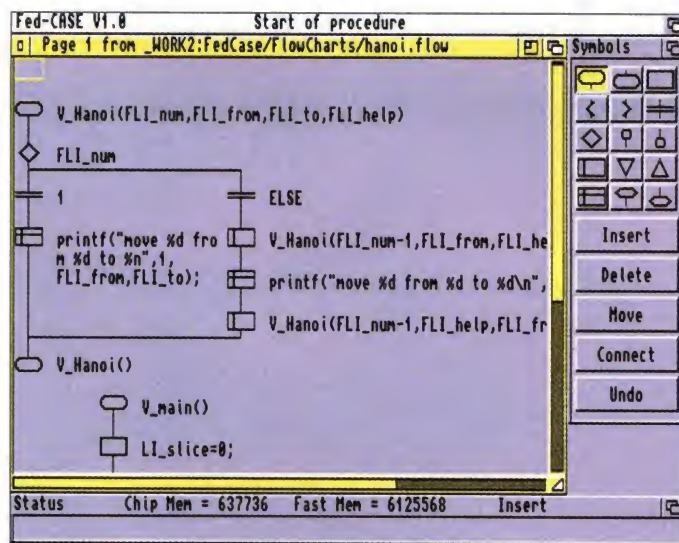 Fed-CASE V1.0 Start of procedure
Page 1 from _WORK2:FedCase/FlowCharts/hanoi.flow
Symbols
V_Hanoi(FLI_num,FLI_from,FLI_to,FLI_help)
FLI_num
1
ELSE
printf("move %d fro
m %d to %n",1,
FLI_from,FLI_to);
V_Hanoi(FLI_num-1,FLI_from,FLI_he
printf("move %d from %d to %d\n",
V_Hanoi(FLI_num-1,FLI_help,FLI_fr
V_Hanoi()
V_main()
LI_slice=0;
Insert
Delete
Move
Connect
Undo
Status Chip Mem = 637736 Fast Mem = 6125568 Insert